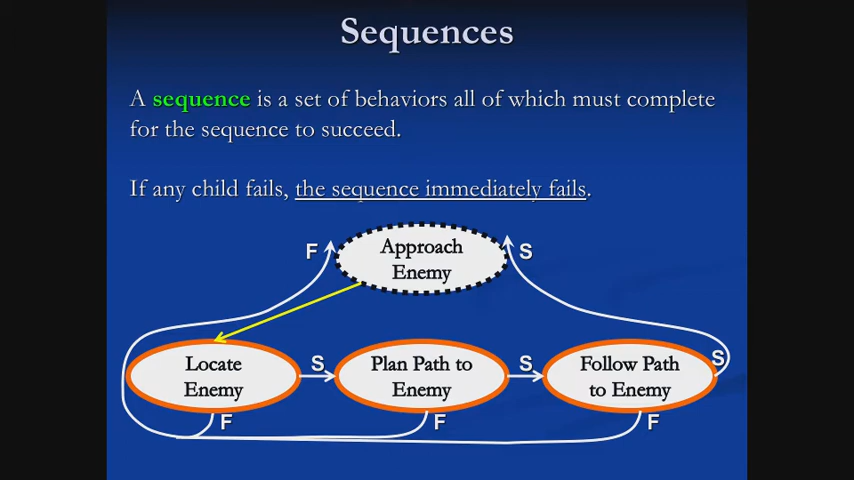 Sequences
A sequence is a set of behaviors all of which must complete
for the sequence to succeed.
If any child fails, the sequence immediately fails.
F
Approach
Enemy
S
Locate
Enemy
S
Plan Path to
Enemy
S
Follow Path
to Enemy
S
F
F
F